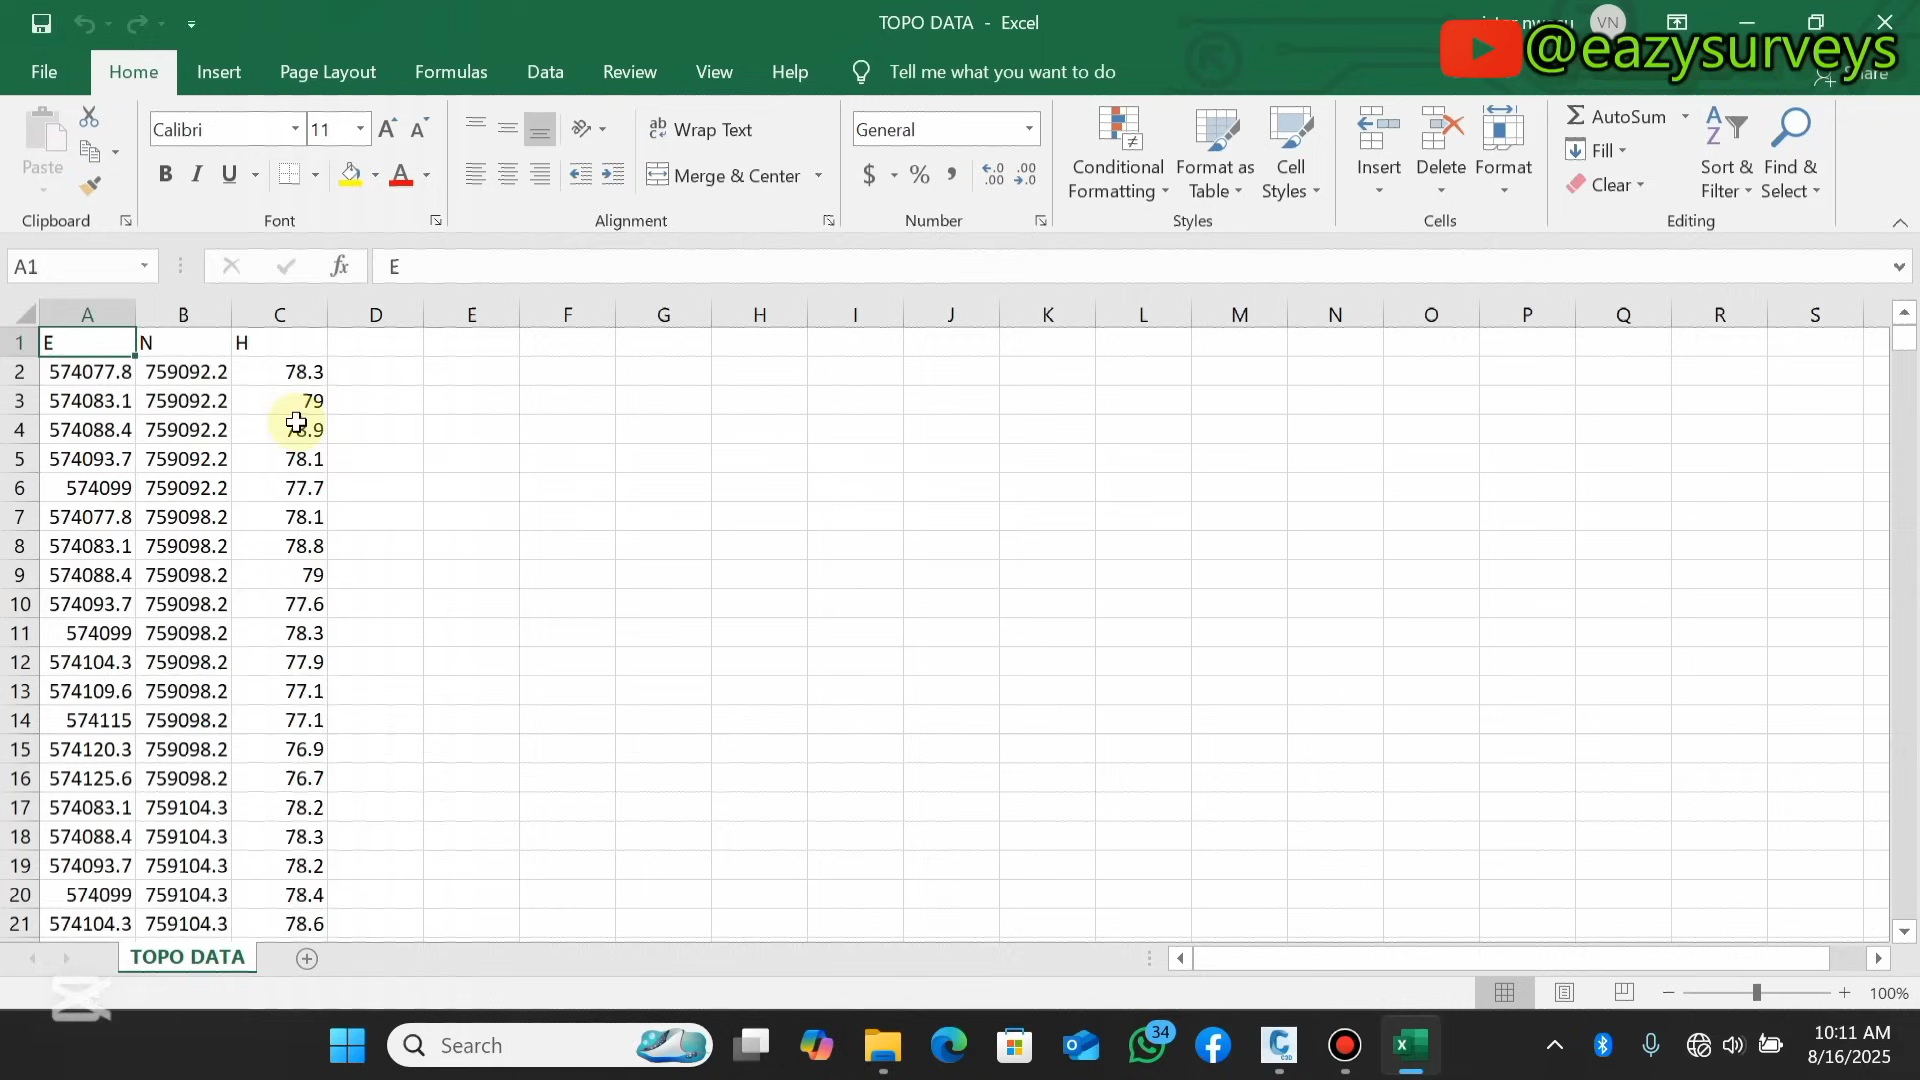 TOPO DATA - Excel
VN
@eazysurveys
File Home Insert Page Layout Formulas Data Review View Help Tell me what you want to do
Paste
Clipboard
Calibri 11
A A
B I U A
Font
ab Wrap Text
Merge & Center
Alignment
General
$ % , .00 .0
Number
Conditional Formatting
Format as Table
Cell Styles
Styles
Insert Delete Format
Cells
AutoSum
Fill
Clear
Sort & Filter
Find & Select
Editing
A1 fx E
A B C D E F G H I J K L M N O P Q R S
1 E N H
2 574077.8 759092.2 78.3
3 574083.1 759092.2 79
4 574088.4 759092.2 78.9
5 574093.7 759092.2 78.1
6 574099 759092.2 77.7
7 574077.8 759098.2 78.1
8 574083.1 759098.2 78.8
9 574088.4 759098.2 79
10 574093.7 759098.2 77.6
11 574099 759098.2 78.3
12 574104.3 759098.2 77.9
13 574109.6 759098.2 77.1
14 574115 759098.2 77.1
15 574120.3 759098.2 76.9
16 574125.6 759098.2 76.7
17 574083.1 759104.3 78.2
18 574088.4 759104.3 78.3
19 574093.7 759104.3 78.2
20 574099 759104.3 78.4
21 574104.3 759104.3 78.6
TOPO DATA
100%
Search
34
10:11 AM
8/16/2025